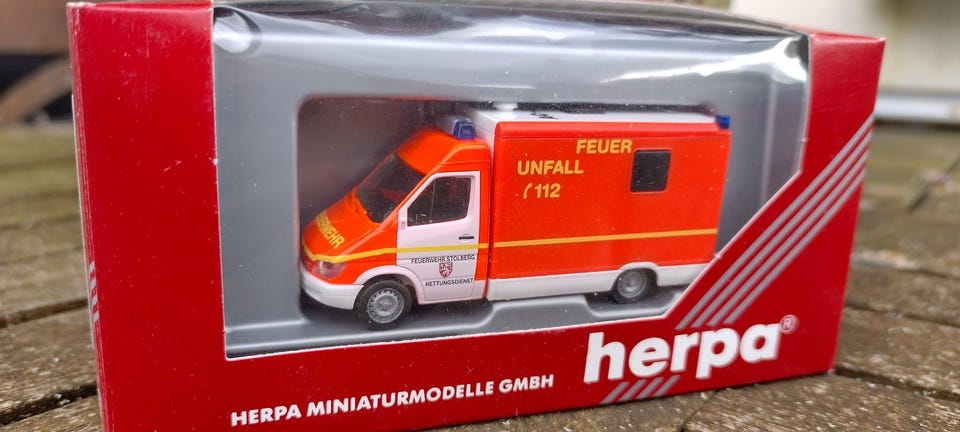 FEUER
UNFALL
112
FEUERWEHR
FEUERWEHR STOLBERG
RETTUNGSDIENST
herpa®
HERPA MINIATURMODELLE GMBH